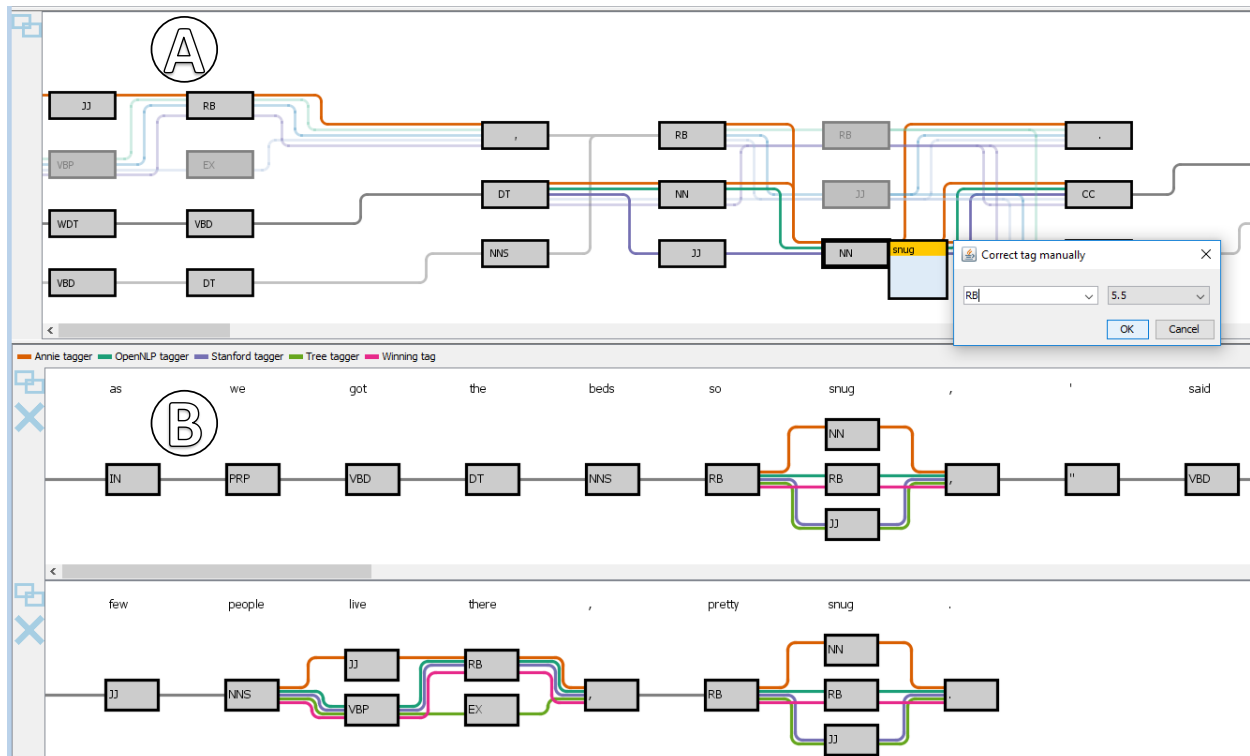 A
JJ RB
, RB RB .
VBP EX
DT NN JJ CC
WDT VBD
NNS JJ NN snug
VBD DT
Correct tag manually
RB 5.5
OK Cancel
Annie tagger OpenNLP tagger Stanford tagger Tree tagger Winning tag
as we got the beds so snug , ' said
B
NN
IN PRP VBD DT NNS RB RB , " VBD
JJ
few people live there , pretty snug .
JJ RB NN
JJ NNS VBP EX , RB RB .
JJ